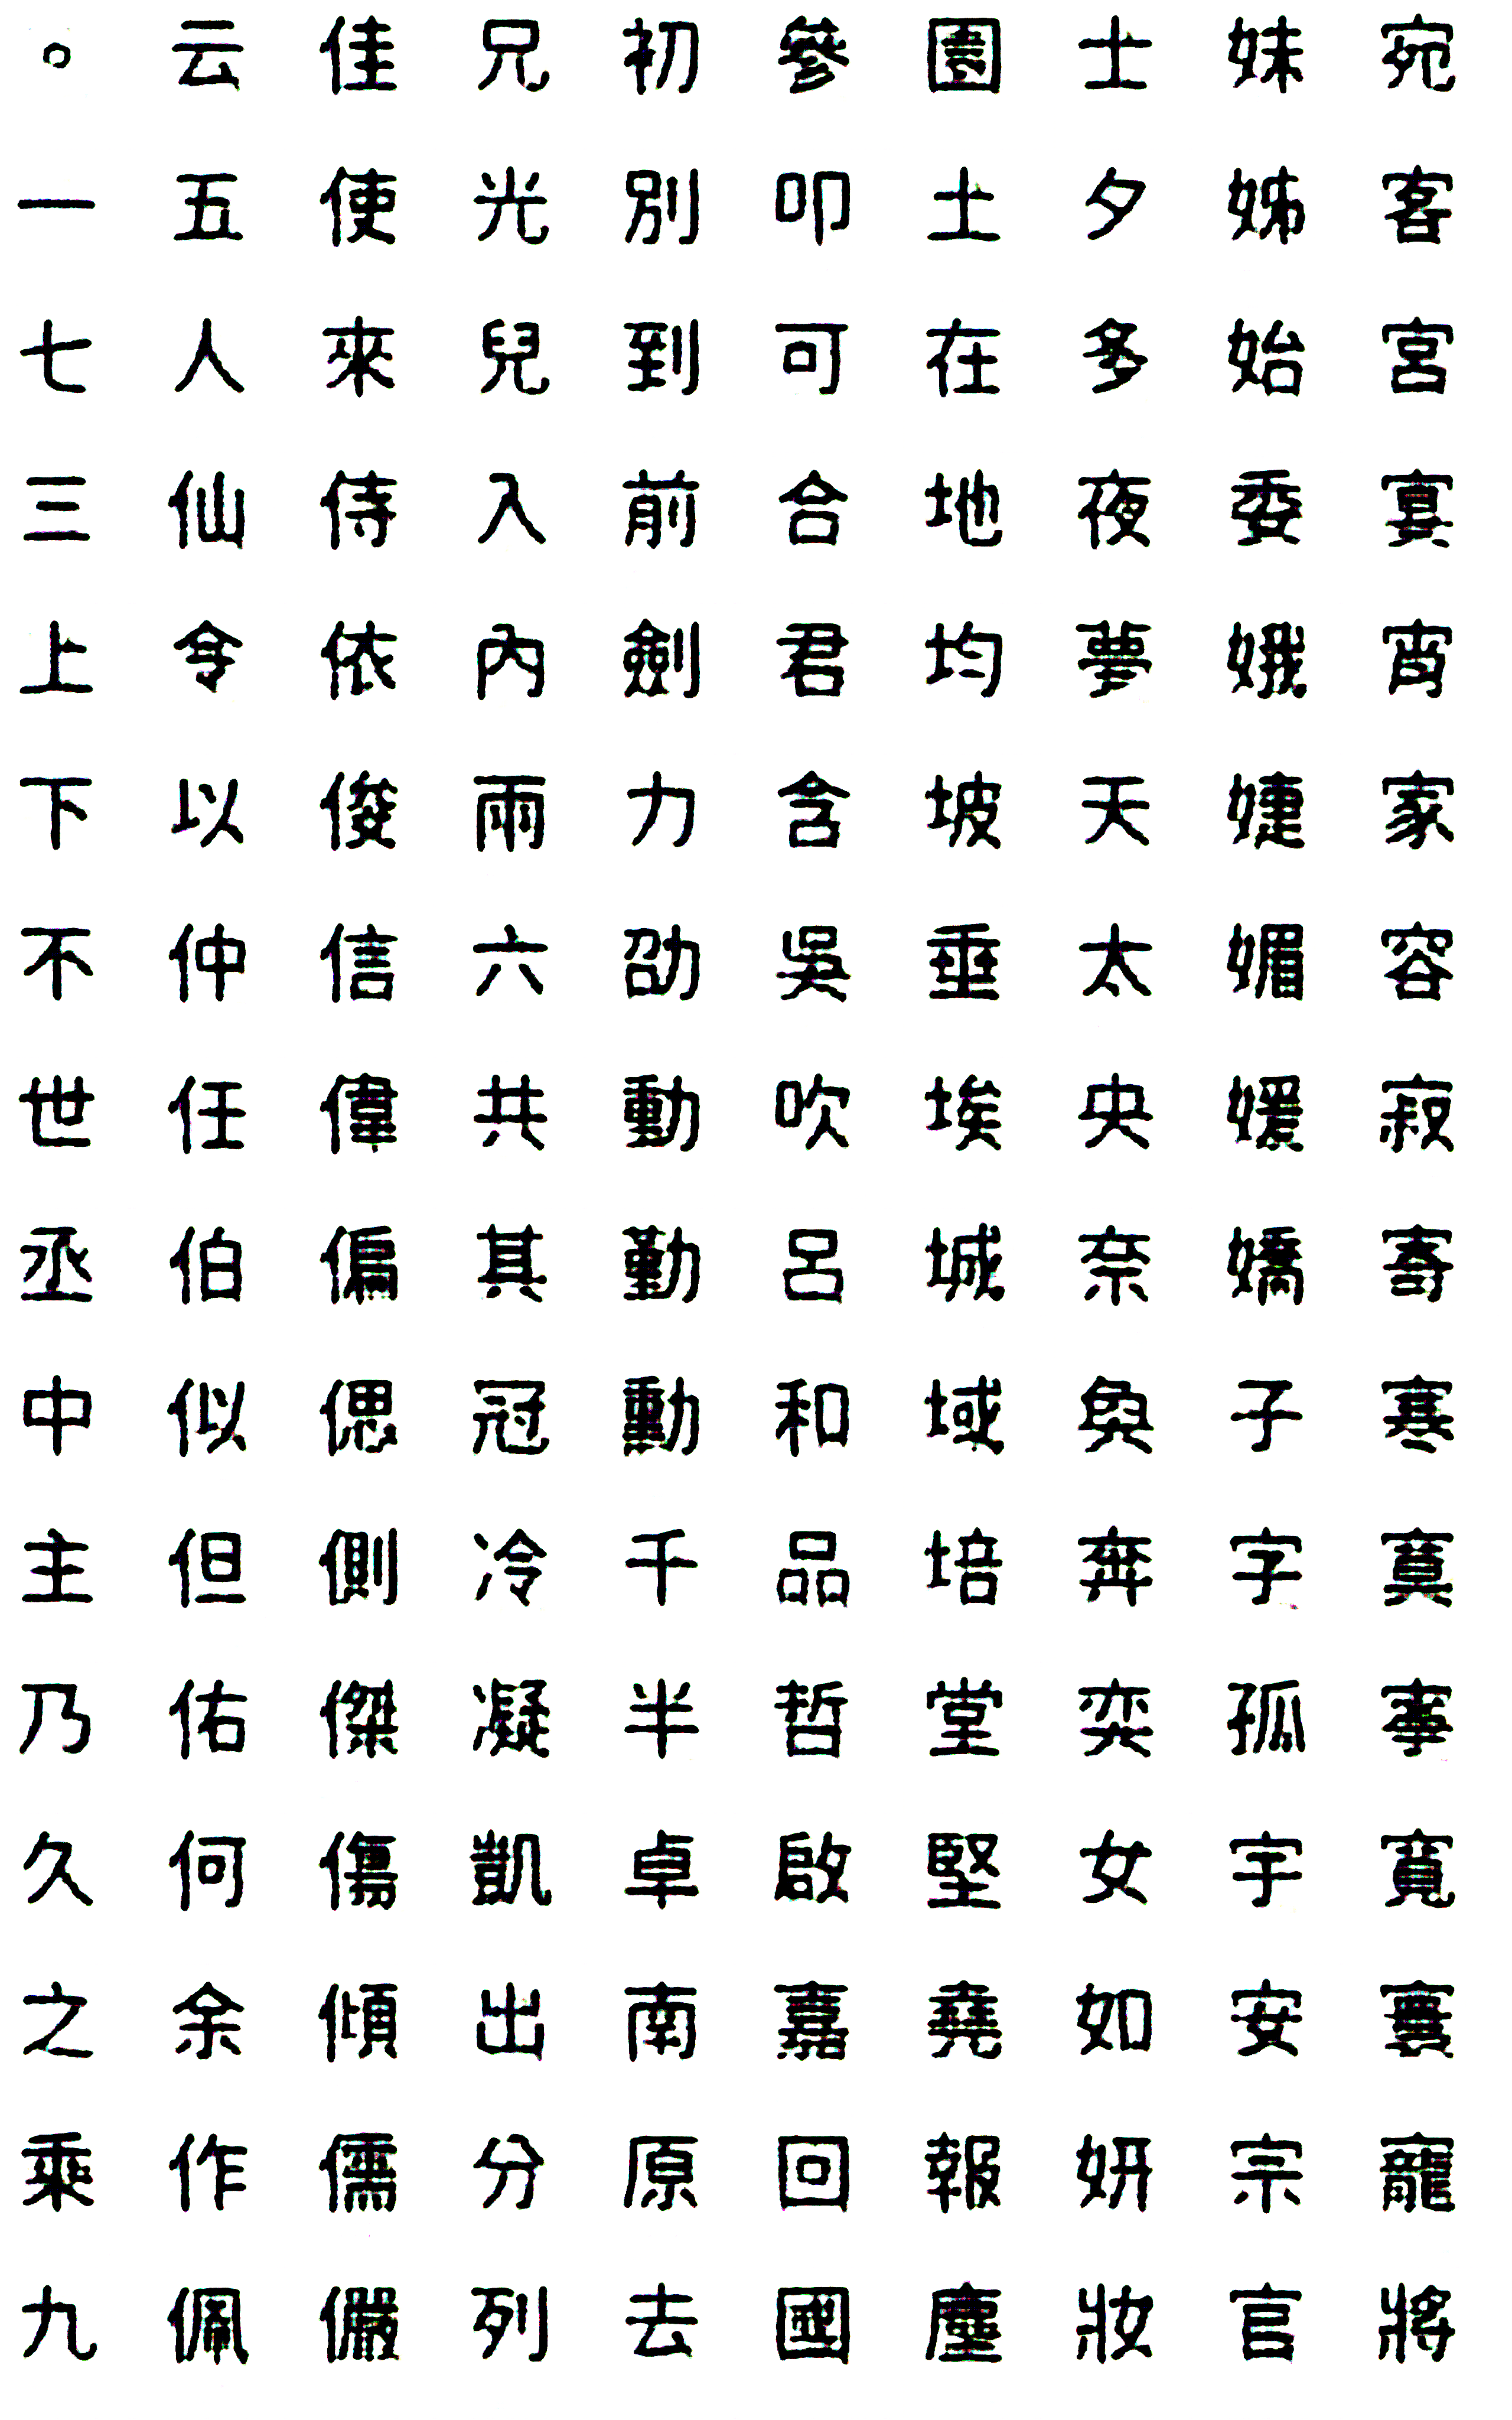 。一七三上下不世丞中主乃久之乘九
云五人仙令以仲任伯似但佑何余作佩
佳使來侍依俊信偉偏偲側傑傷傾儒儼
兄光兒入內兩六共其冠冷凝凱出分列
初別到前劍力劭動勤勳千半卓南原去
參叩可合君含吳吹呂和品哲啟嘉回國
園土在地均坡垂埃城域培堂堅堯報塵
士夕多夜夢天太央奈奐奔奕女如妍妝
妹姊始委娥婕媚媛嬌子字孤宇安宗官
宛客宮宴宵家容寂寄寒寞寧寬寰寵將